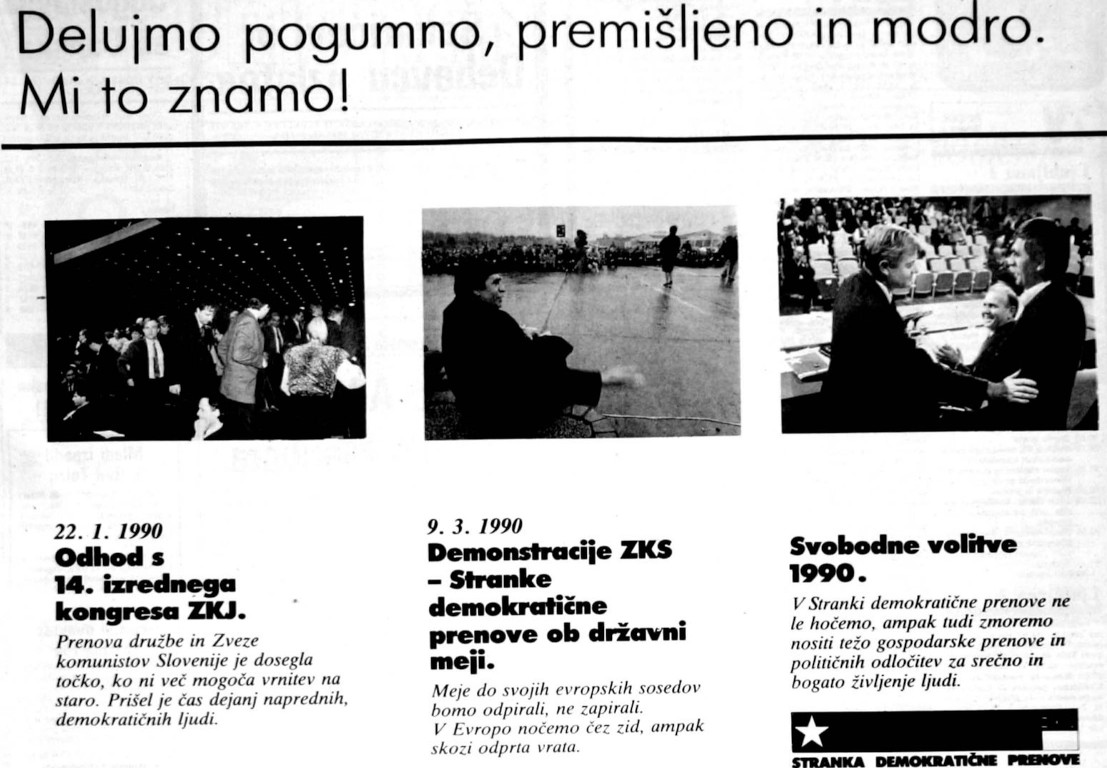 Delujmo pogumno, premišljeno in modro.
Mi to znamo!
22. 1. 1990
Odhod s
14. izrednega
kongresa ZKJ.
Prenova družbe in Zveze
komunistov Slovenije je dosegla
točko, ko ni več mogoča vrnitev na
staro. Prišel je čas dejanj naprednih,
demokratičnih ljudi.
9. 3. 1990
Demonstracije ZKS
– Stranke
demokratične
prenove ob državni
meji.
Meje do svojih evropskih sosedov
bomo odpirali, ne zapirali.
V Evropo nočemo čez zid, ampak
skozi odprta vrata.
Svobodne volitve
1990.
V Stranki demokratične prenove ne
le hočemo, ampak tudi zmoremo
nositi težo gospodarske prenove in
političnih odločitev za srečno in
bogato življenje ljudi.
STRANKA DEMOKRATIČNE PRENOVE